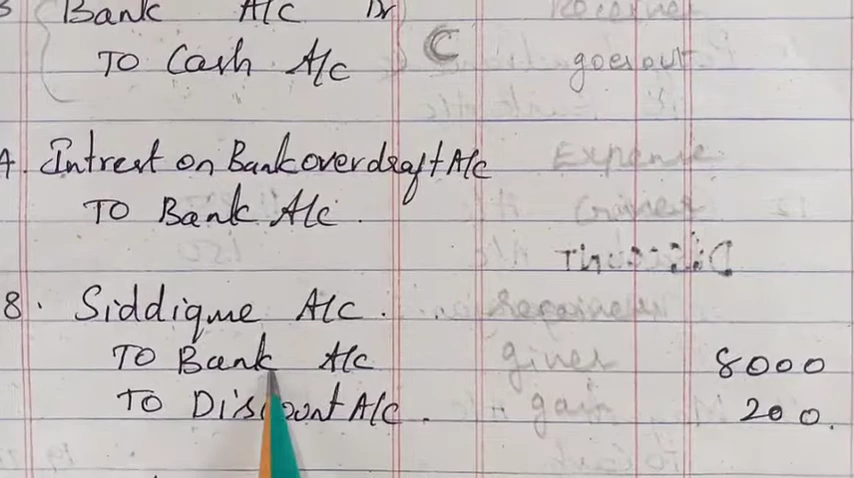 Bank A/c Dr
TO Cash A/c C goes out
4. Intrest on Bank overdraft A/c Expense
TO Bank A/c.
8. Siddique A/c.
TO Bank A/c giver 8000
TO Discount A/c. gain 200.